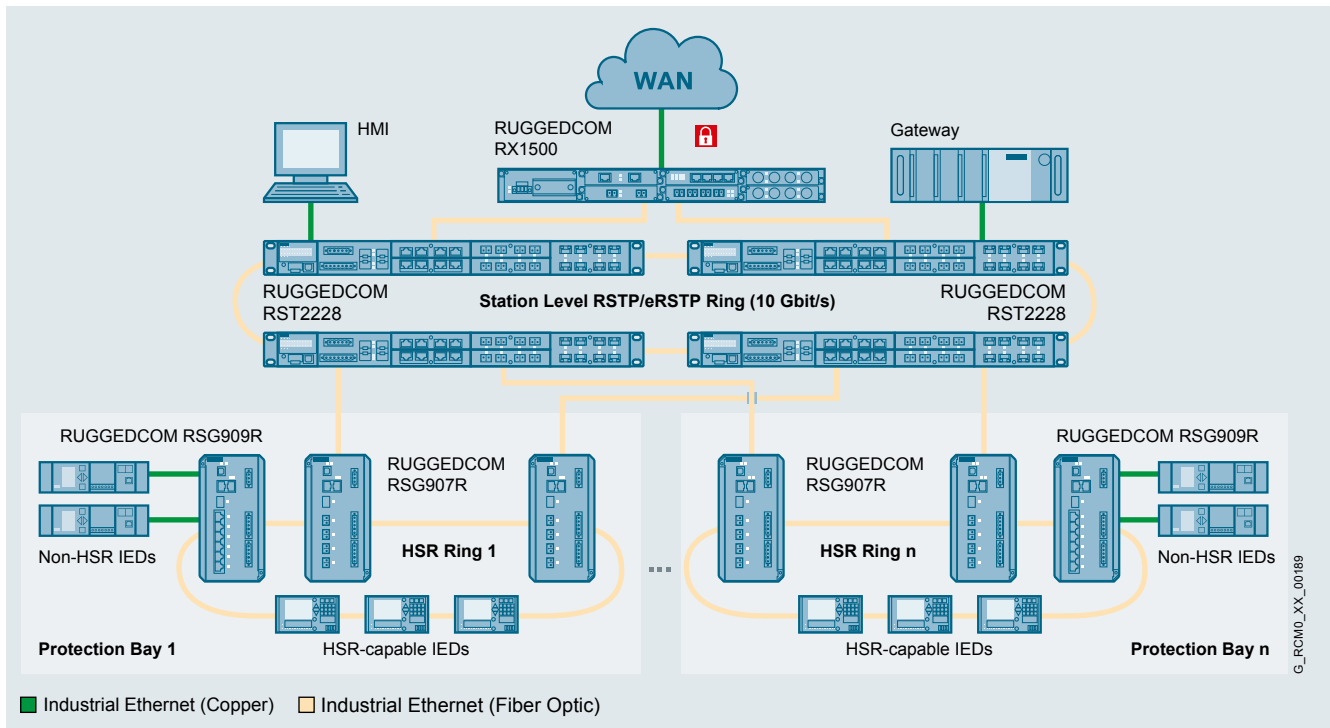 WAN
HMI
RUGGEDCOM
RX1500
Gateway
RUGGEDCOM
RST2228
Station Level RSTP/eRSTP Ring (10 Gbit/s)
RUGGEDCOM
RST2228
RUGGEDCOM RSG909R
RUGGEDCOM
RSG907R
RUGGEDCOM
RSG907R
RUGGEDCOM RSG909R
Non-HSR IEDs
HSR Ring 1
HSR Ring n
Non-HSR IEDs
...
Protection Bay 1
HSR-capable IEDs
HSR-capable IEDs
Protection Bay n
G_RCM0_XX_00189
Industrial Ethernet (Copper)
Industrial Ethernet (Fiber Optic)